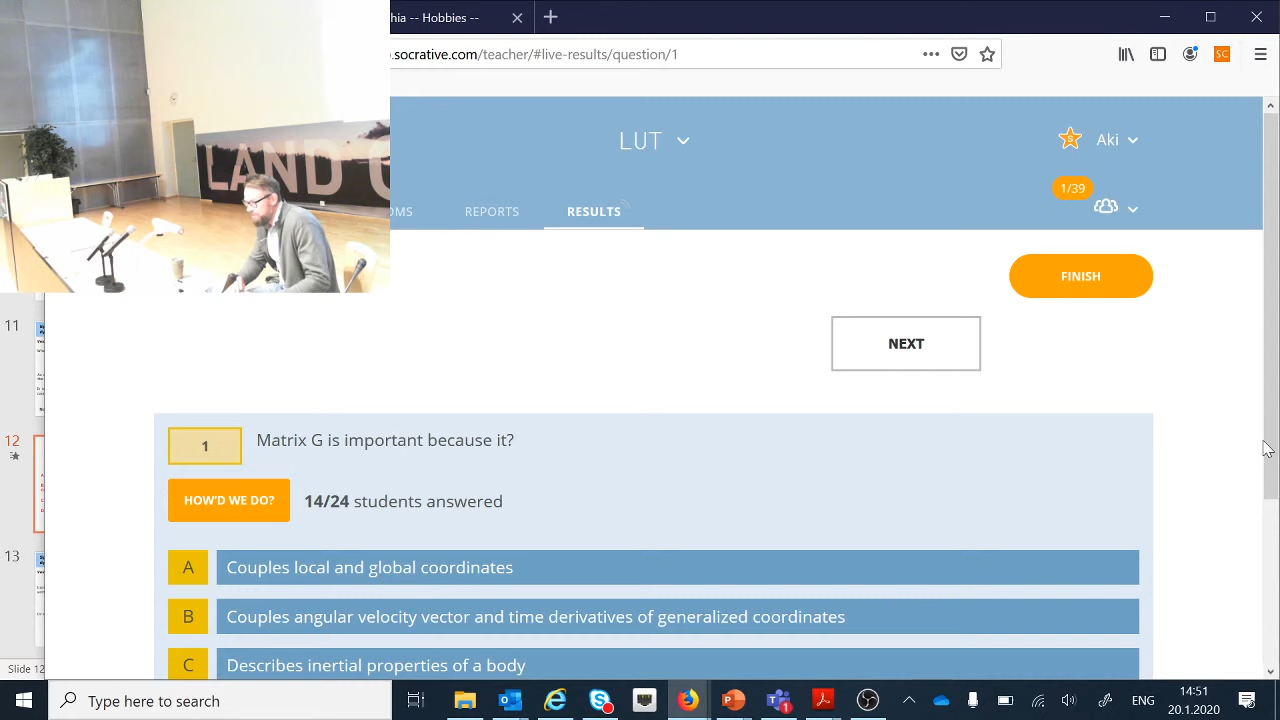 hia -- Hobbies
.socrative.com/teacher/#live-results/question/1
SC
LUT
Aki
1/39
OMS
REPORTS
RESULTS
LAND
FINISH
NEXT
11
12
13
1
Matrix G is important because it?
HOW'D WE DO?
14/24 students answered
A
Couples local and global coordinates
B
Couples angular velocity vector and time derivatives of generalized coordinates
C
Describes inertial properties of a body
Slide 12
Type here to search
1
ENG
14:51
20.1.2020